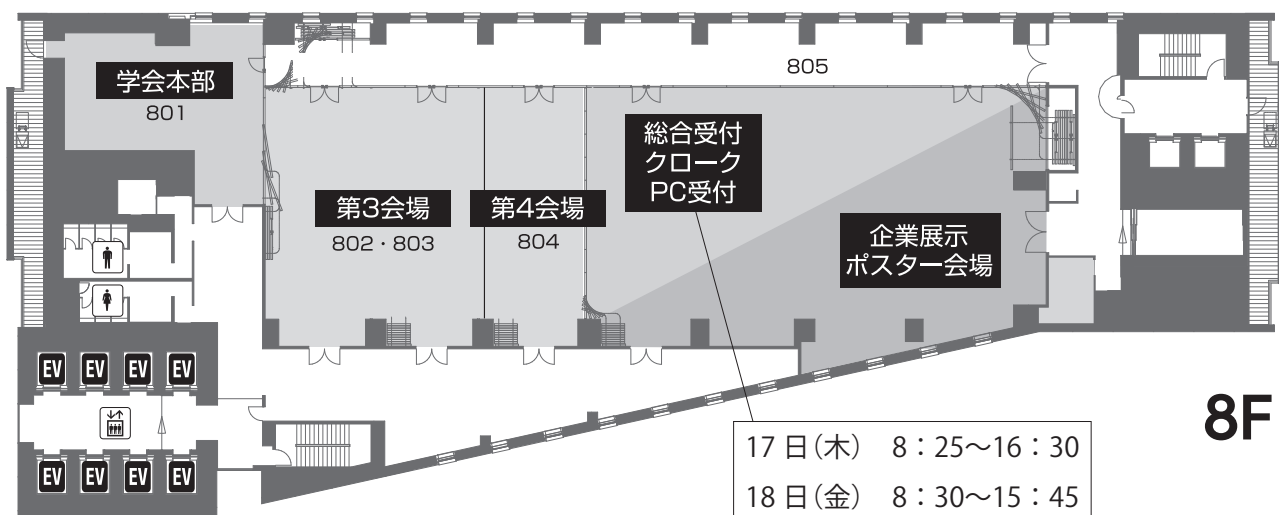 学会本部
801
805
総合受付
クローク
PC受付
第3会場
802・803
第4会場
804
企業展示
ポスター会場
EV
EV
EV
EV
EV
EV
EV
EV
8F
17日(木) 8：25〜16：30
18日(金) 8：30〜15：45